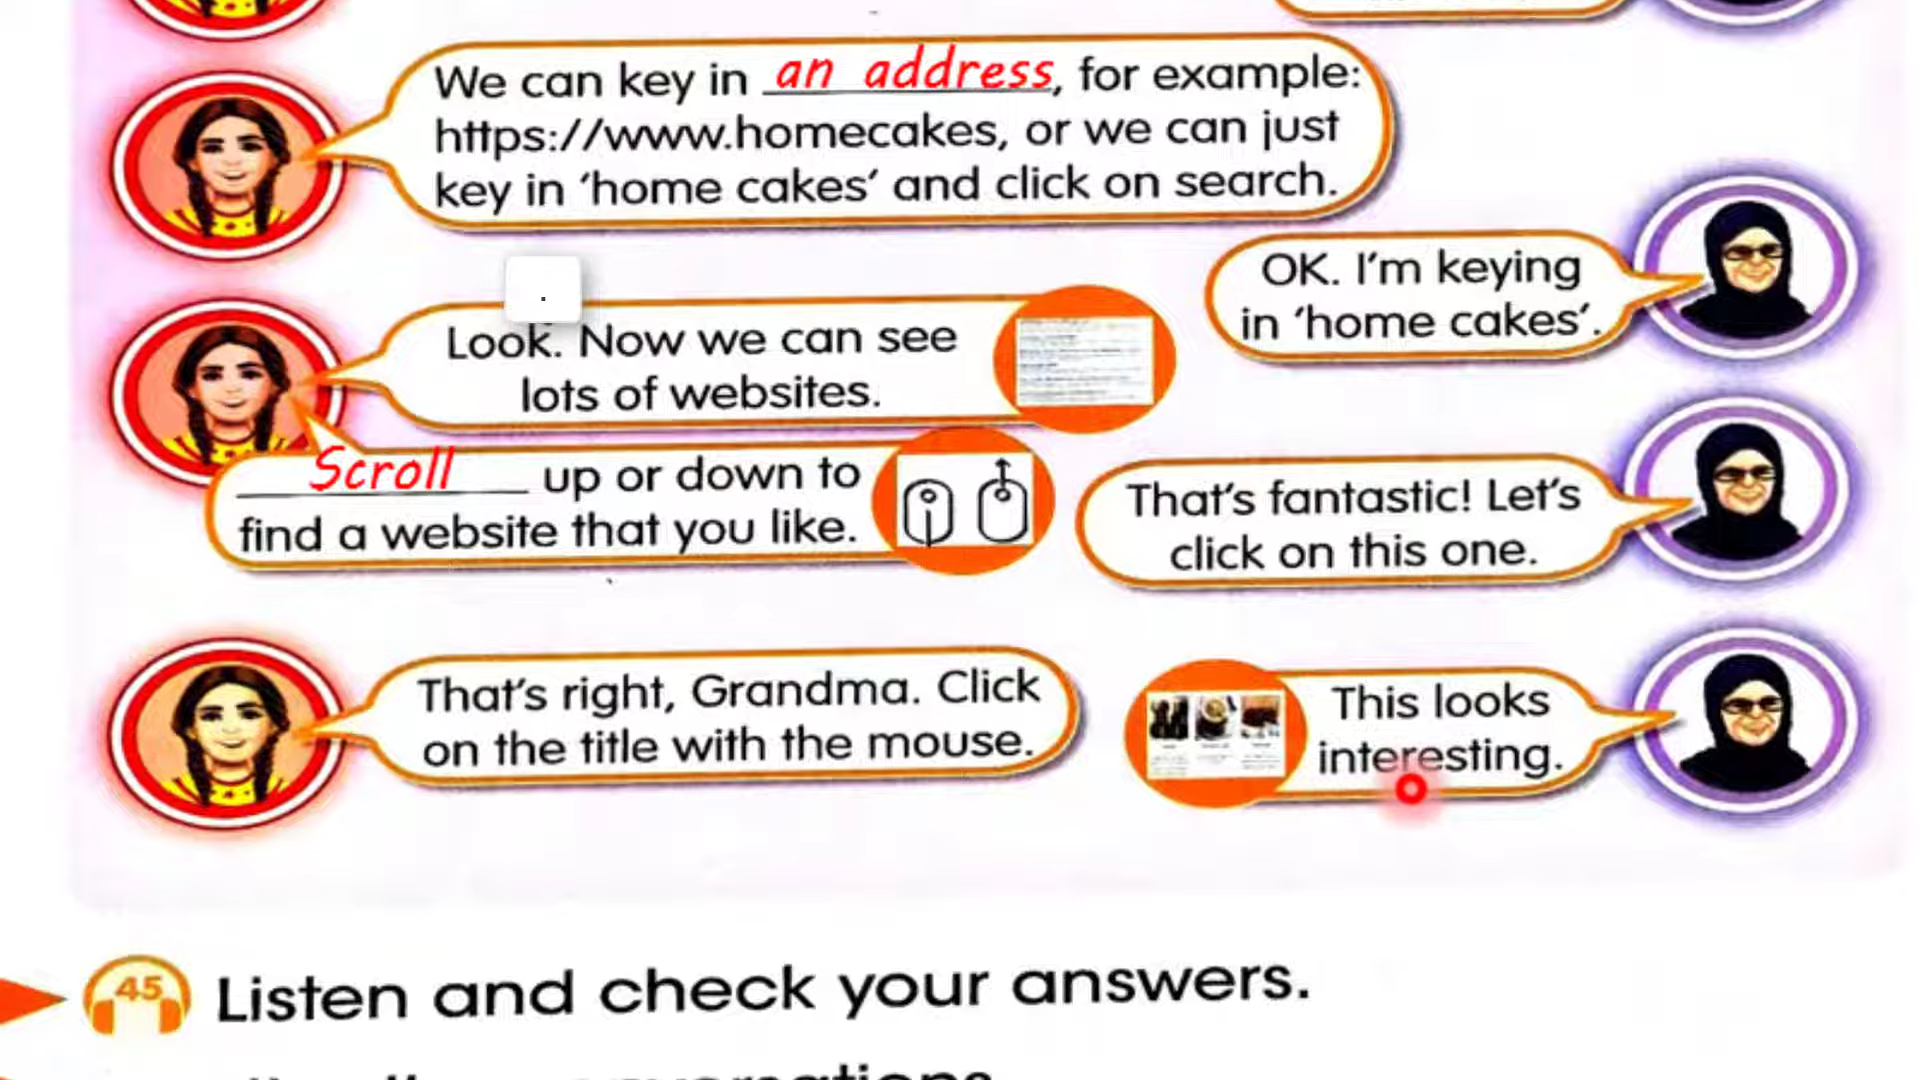 We can key in an address, for example:
https://www.homecakes, or we can just
key in ‘home cakes’ and click on search.
OK. I’m keying
in ‘home cakes’.
.
Look. Now we can see
lots of websites.
Scroll up or down to
find a website that you like.
That’s fantastic! Let’s
click on this one.
That’s right, Grandma. Click
on the title with the mouse.
This looks
interesting.
45 Listen and check your answers.